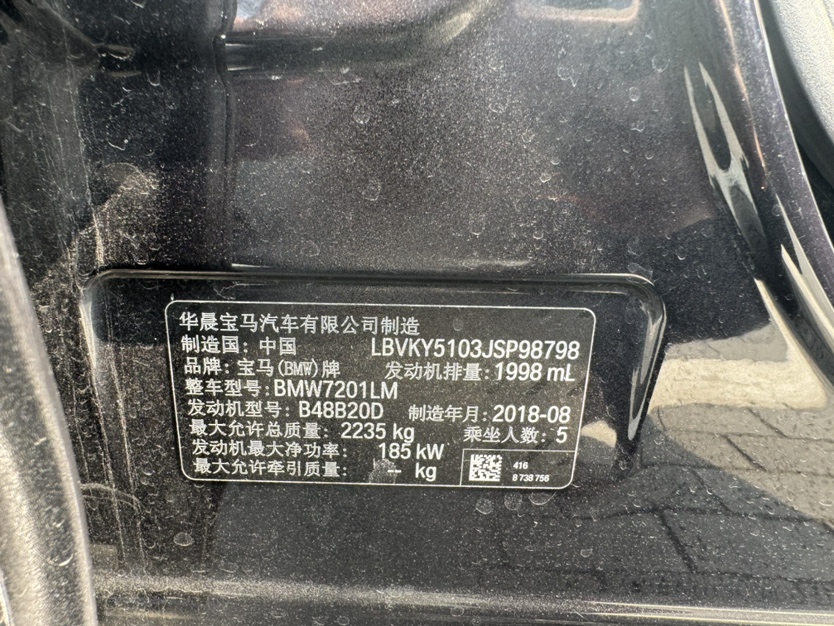 华晨宝马汽车有限公司制造
制造国: 中国 LBVKY5103JSP98798
品牌: 宝马(BMW)牌 发动机排量: 1998 mL
整车型号: BMW7201LM
发动机型号: B48B20D 制造年月: 2018-08
最大允许总质量: 2235 kg 乘坐人数: 5
发动机最大净功率: 185 kW
最大允许牵引质量: -- kg
416
8 738 756